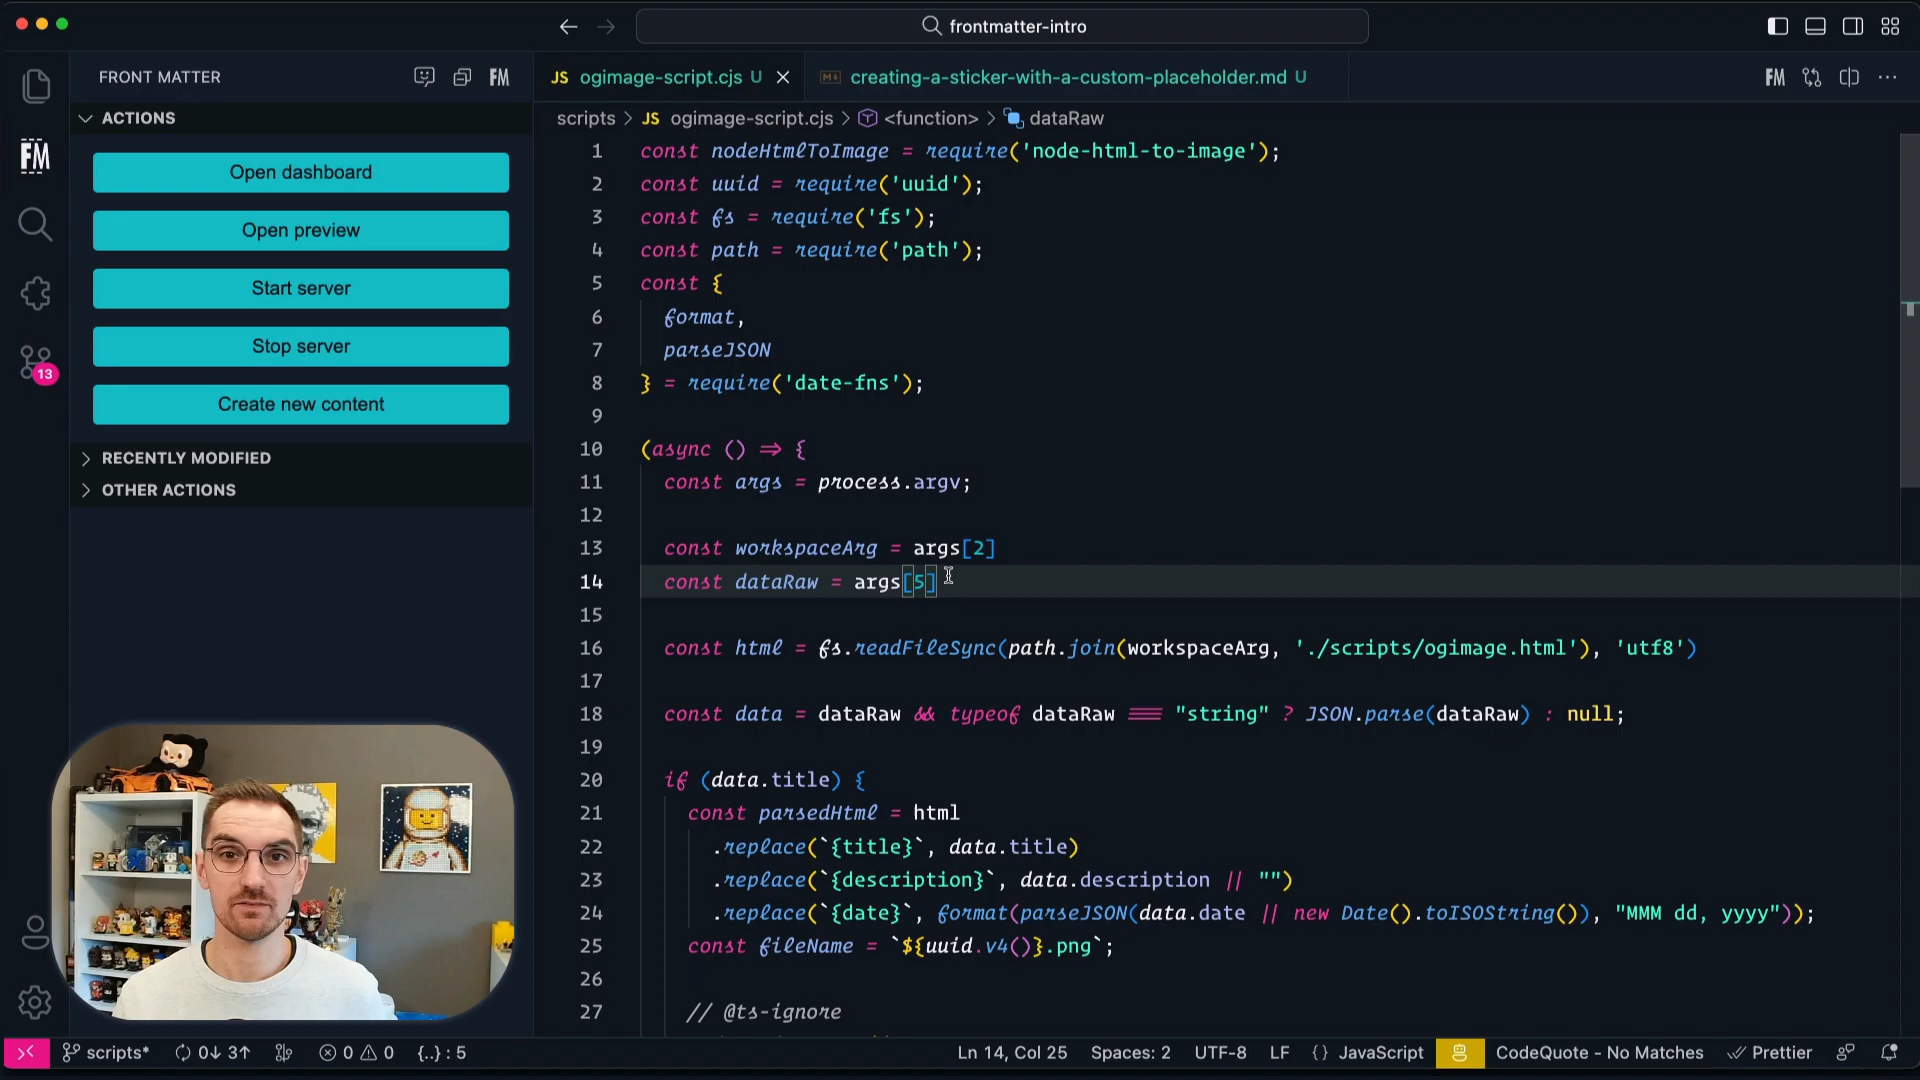 frontmatter-intro
FRONT MATTER
FM
JS ogimage-script.cjs U
creating-a-sticker-with-a-custom-placeholder.md U
FM
scripts > JS ogimage-script.cjs > <function> > dataRaw
ACTIONS
FM
Open dashboard
Open preview
Start server
Stop server
Create new content
13
RECENTLY MODIFIED
OTHER ACTIONS
1 const nodeHtmlToImage = require('node-html-to-image');
2 const uuid = require('uuid');
3 const fs = require('fs');
4 const path = require('path');
5 const {
6 format,
7 parseJSON
8 } = require('date-fns');
9
10 (async () => {
11 const args = process.argv;
12
13 const workspaceArg = args[2]
14 const dataRaw = args[5]
15
16 const html = fs.readFileSync(path.join(workspaceArg, './scripts/ogimage.html'), 'utf8')
17
18 const data = dataRaw && typeof dataRaw === "string" ? JSON.parse(dataRaw) : null;
19
20 if (data.title) {
21 const parsedHtml = html
22 .replace(`{title}`, data.title)
23 .replace(`{description}`, data.description || "")
24 .replace(`{date}`, format(parseJSON(data.date || new Date().toISOString()), "MMM dd, yyyy"));
25 const fileName = `${uuid.v4()}.png`;
26
27 // @ts-ignore
scripts* 0↓ 3↑ 0 0 {..} : 5
Ln 14, Col 25 Spaces: 2 UTF-8 LF {} JavaScript CodeQuote - No Matches Prettier